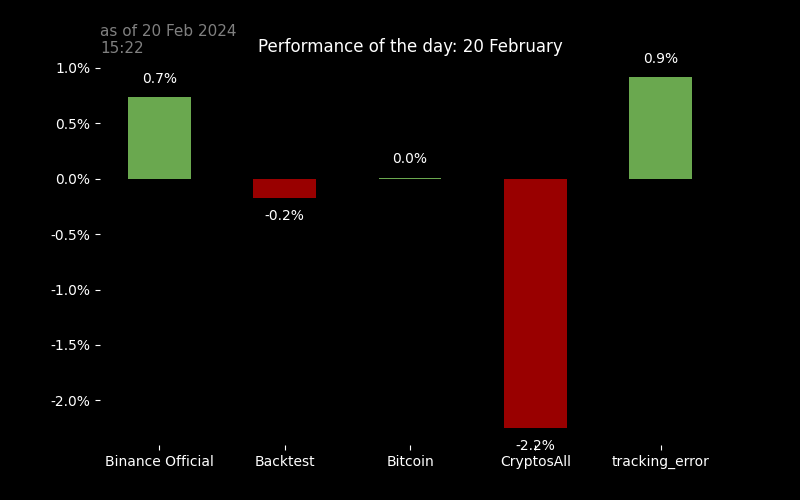 as of 20 Feb 2024
15:22
Performance of the day: 20 February
1.0%
0.5%
0.0%
-0.5%
-1.0%
-1.5%
-2.0%
0.7%
-0.2%
0.0%
-2.2%
0.9%
Binance Official
Backtest
Bitcoin
CryptosAll
tracking_error